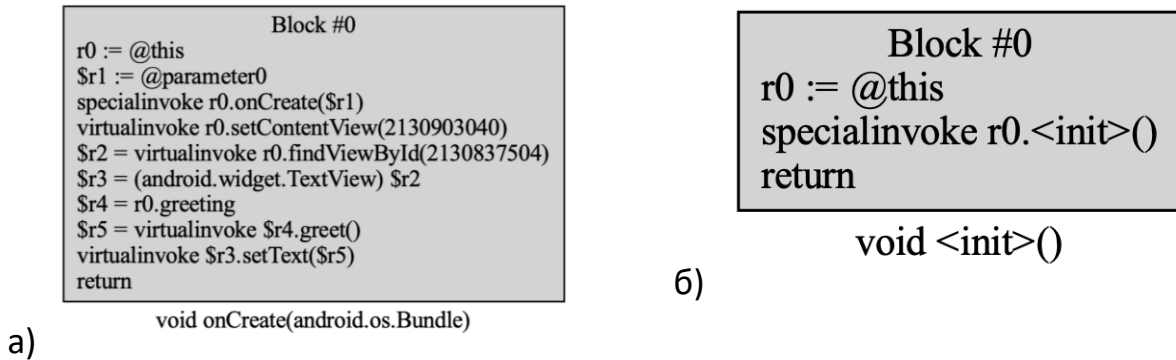 Block #0
r0 := @this
$r1 := @parameter0
specialinvoke r0.onCreate($r1)
virtualinvoke r0.setContentView(2130903040)
$r2 = virtualinvoke r0.findViewById(2130837504)
$r3 = (android.widget.TextView) $r2
$r4 = r0.greeting
$r5 = virtualinvoke $r4.greet()
virtualinvoke $r3.setText($r5)
return
void onCreate(android.os.Bundle)
а)
Block #0
r0 := @this
specialinvoke r0.<init>()
return
void <init>()
б)